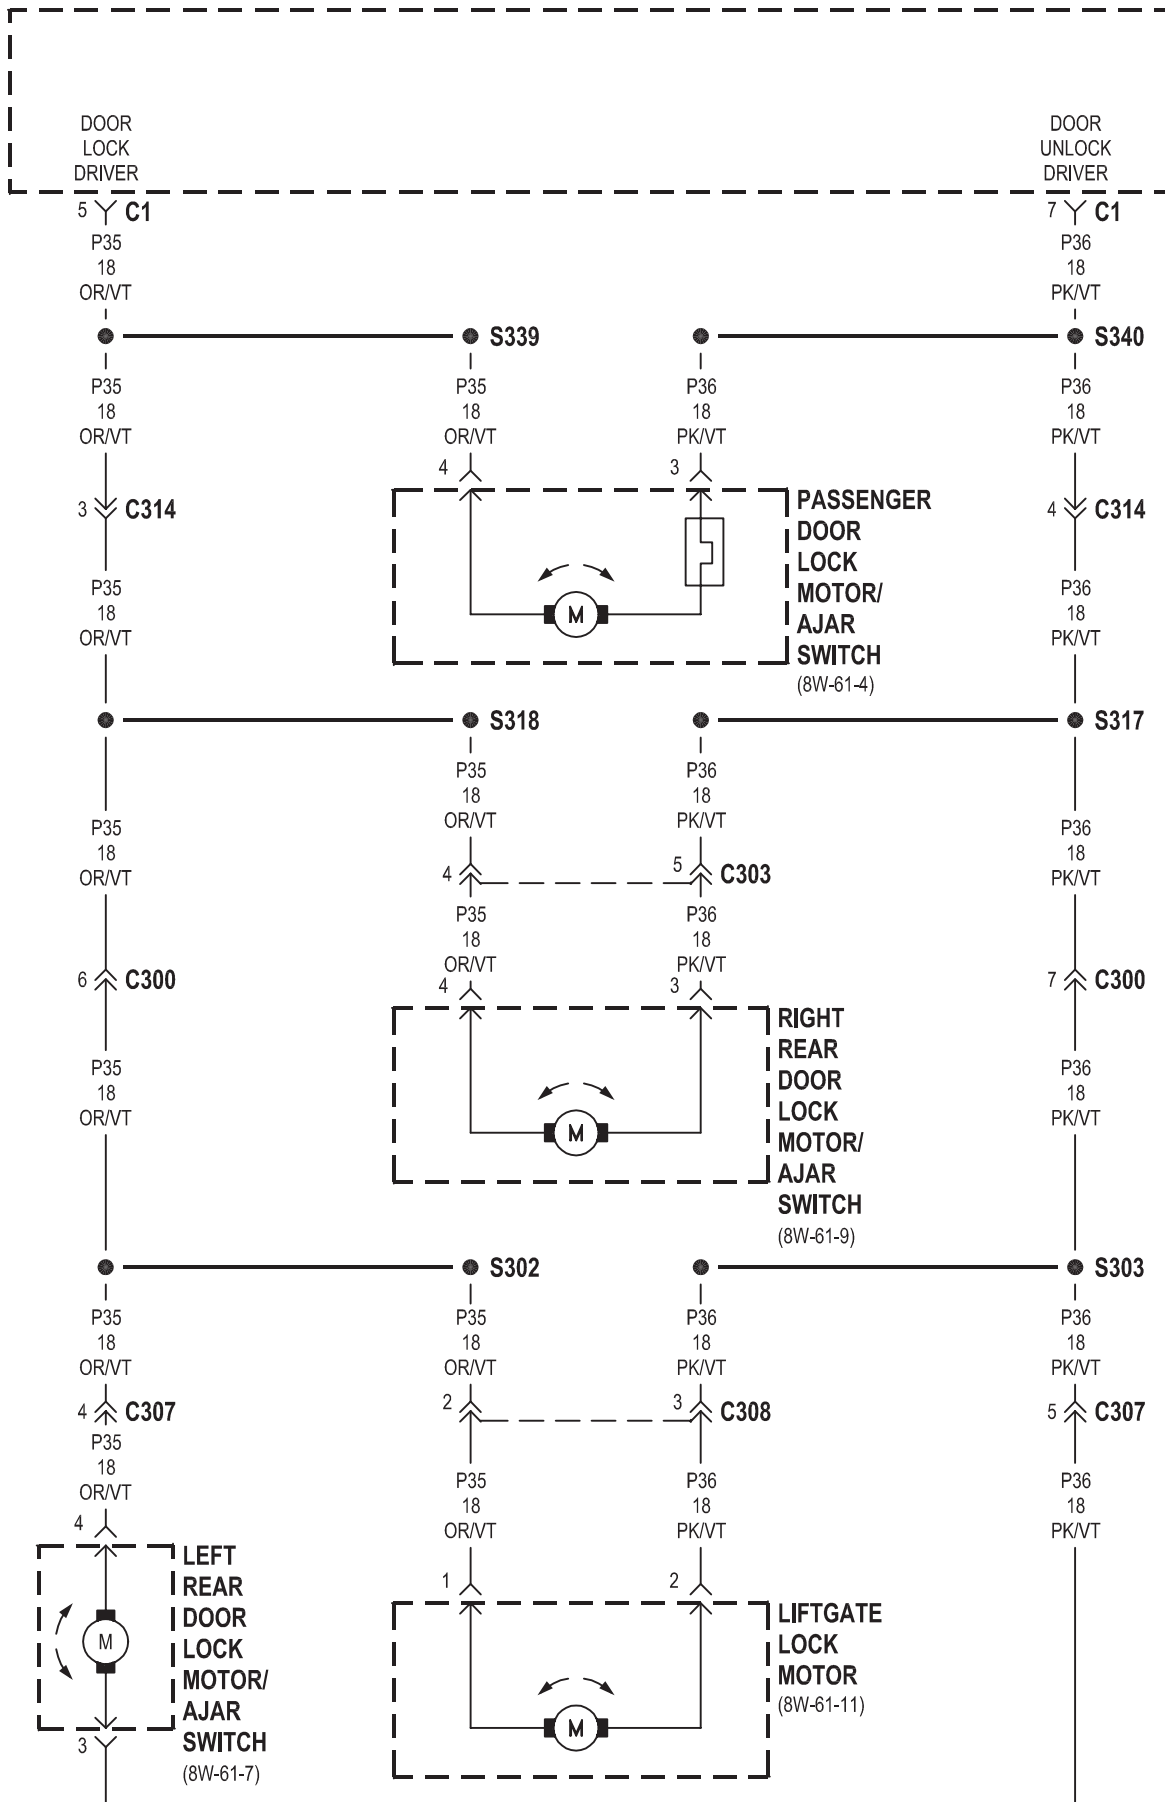 DOOR
LOCK
DRIVER
DOOR
UNLOCK
DRIVER
5 C1
7 C1
P35
18
OR/VT
P36
18
PK/VT
S339
S340
P35
18
OR/VT
P35
18
OR/VT
P36
18
PK/VT
P36
18
PK/VT
4
3
3 C314
4 C314
PASSENGER
DOOR
LOCK
MOTOR/
AJAR
SWITCH
(8W-61-4)
M
P35
18
OR/VT
P36
18
PK/VT
S318
S317
P35
18
OR/VT
P36
18
PK/VT
P35
18
OR/VT
P36
18
PK/VT
4
5 C303
P35
18
OR/VT
P36
18
PK/VT
6 C300
7 C300
4
3
RIGHT
REAR
DOOR
LOCK
MOTOR/
AJAR
SWITCH
(8W-61-9)
M
P35
18
OR/VT
P36
18
PK/VT
S302
S303
P35
18
OR/VT
P35
18
OR/VT
P36
18
PK/VT
P36
18
PK/VT
4 C307
2
3 C308
5 C307
P35
18
OR/VT
P35
18
OR/VT
P36
18
PK/VT
P36
18
PK/VT
4
LEFT
REAR
DOOR
LOCK
MOTOR/
AJAR
SWITCH
(8W-61-7)
M
3
1
2
LIFTGATE
LOCK
MOTOR
(8W-61-11)
M